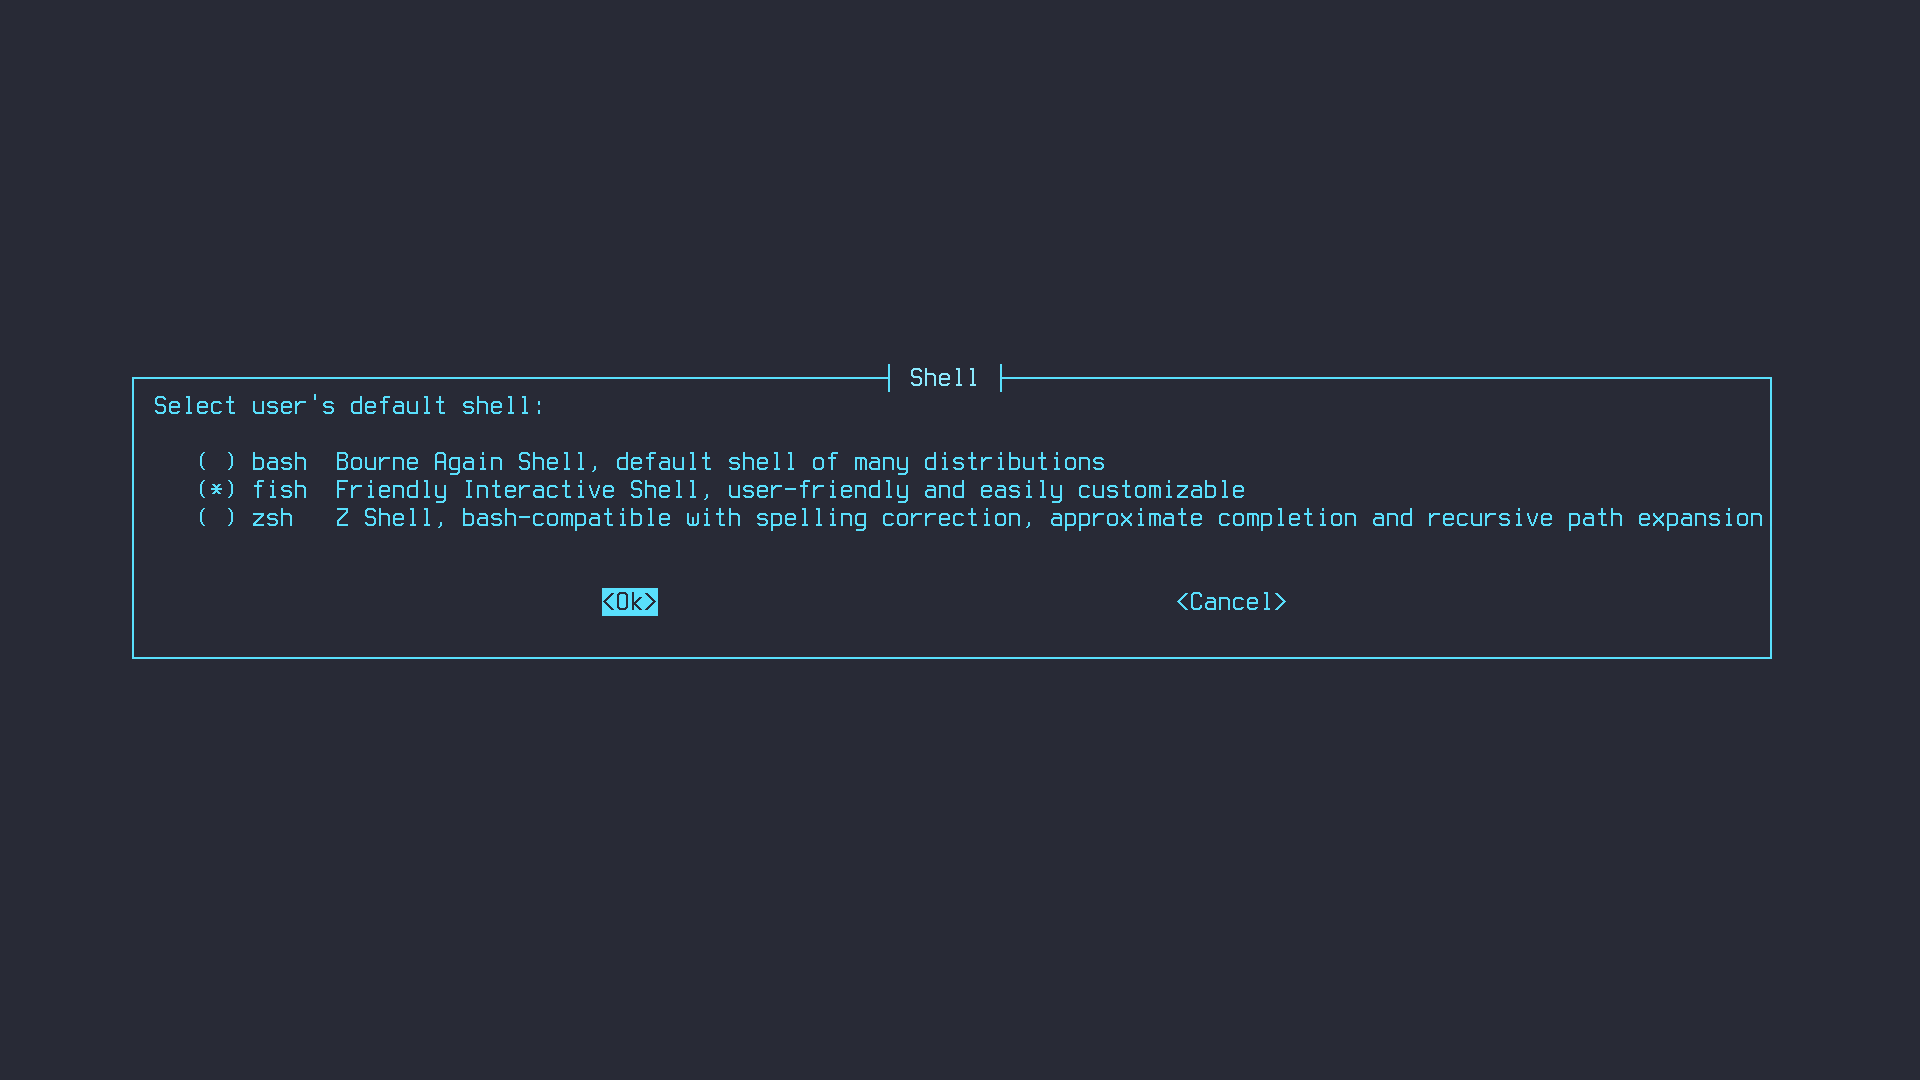 Shell
Select user's default shell:
( ) bash  Bourne Again Shell, default shell of many distributions
(*) fish  Friendly Interactive Shell, user-friendly and easily customizable
( ) zsh   Z Shell, bash-compatible with spelling correction, approximate completion and recursive path expansion
<Ok> <Cancel>